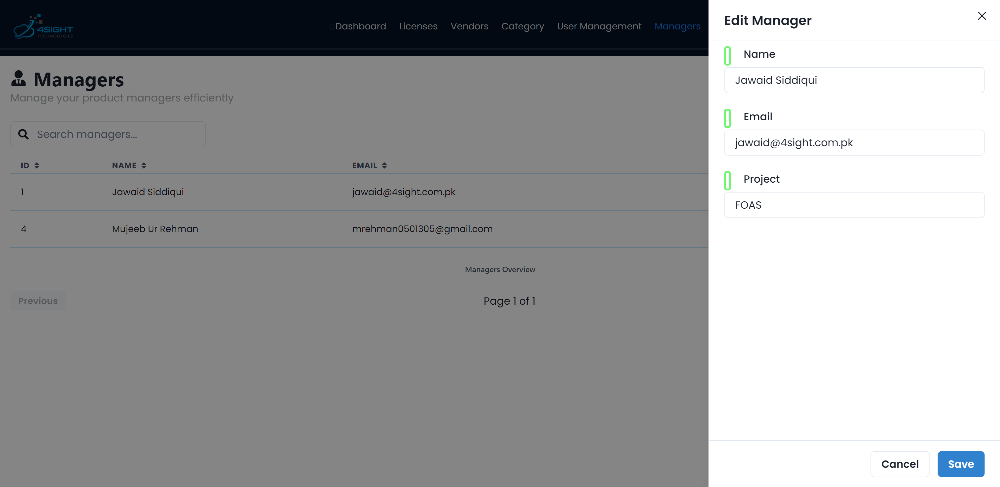 4SIGHT
TECHNOLOGIES
Dashboard Licenses Vendors Category User Management Managers
Managers
Manage your product managers efficiently
Search managers...
ID NAME EMAIL
1 Jawaid Siddiqui jawaid@4sight.com.pk
4 Mujeeb Ur Rehman mrehman0501305@gmail.com
Managers Overview
Previous Page 1 of 1
Edit Manager
Name
Jawaid Siddiqui
Email
jawaid@4sight.com.pk
Project
FOAS
Cancel Save